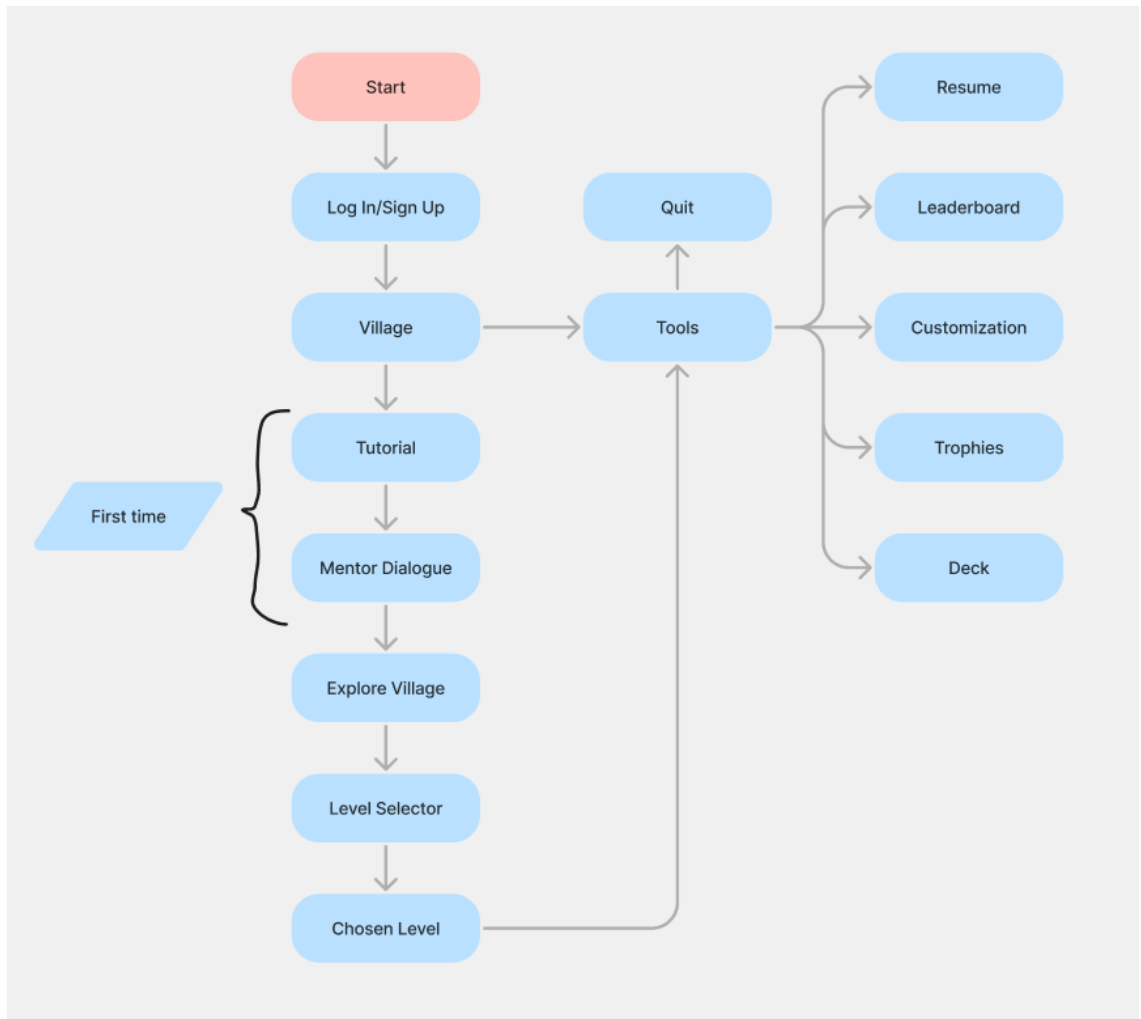 Start
Resume
Log In/Sign Up
Quit
Leaderboard
Village
Tools
Customization
Tutorial
Trophies
First time
Mentor Dialogue
Deck
Explore Village
Level Selector
Chosen Level